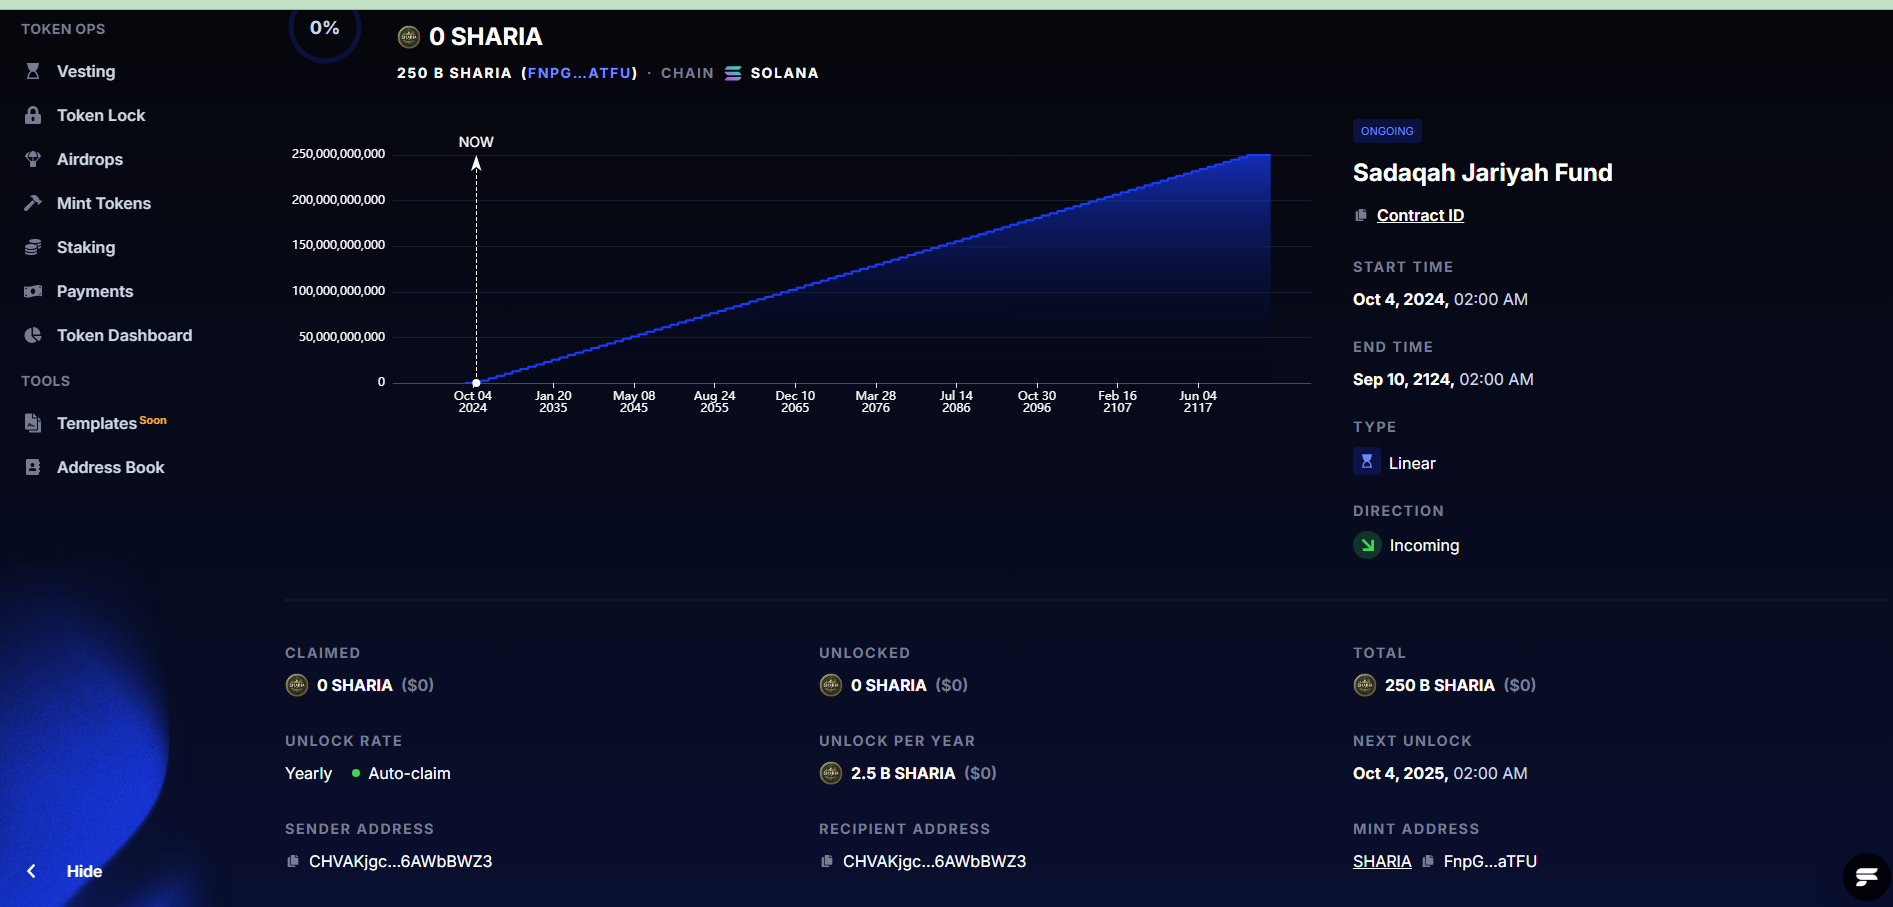 TOKEN OPS
Vesting
Token Lock
Airdrops
Mint Tokens
Staking
Payments
Token Dashboard
TOOLS
Templates Soon
Address Book
Hide
0%
0 SHARIA
250 B SHARIA (FNPG...ATFU) · CHAIN SOLANA
NOW
250,000,000,000
200,000,000,000
150,000,000,000
100,000,000,000
50,000,000,000
0
Oct 04 2024
Jan 20 2035
May 08 2045
Aug 24 2055
Dec 10 2065
Mar 28 2076
Jul 14 2086
Oct 30 2096
Feb 16 2107
Jun 04 2117
ONGOING
Sadaqah Jariyah Fund
Contract ID
START TIME
Oct 4, 2024, 02:00 AM
END TIME
Sep 10, 2124, 02:00 AM
TYPE
Linear
DIRECTION
Incoming
CLAIMED
0 SHARIA ($0)
UNLOCKED
0 SHARIA ($0)
TOTAL
250 B SHARIA ($0)
UNLOCK RATE
Yearly Auto-claim
UNLOCK PER YEAR
2.5 B SHARIA ($0)
NEXT UNLOCK
Oct 4, 2025, 02:00 AM
SENDER ADDRESS
CHVAKjgc...6AWbBWZ3
RECIPIENT ADDRESS
CHVAKjgc...6AWbBWZ3
MINT ADDRESS
SHARIA FnpG...aTFU